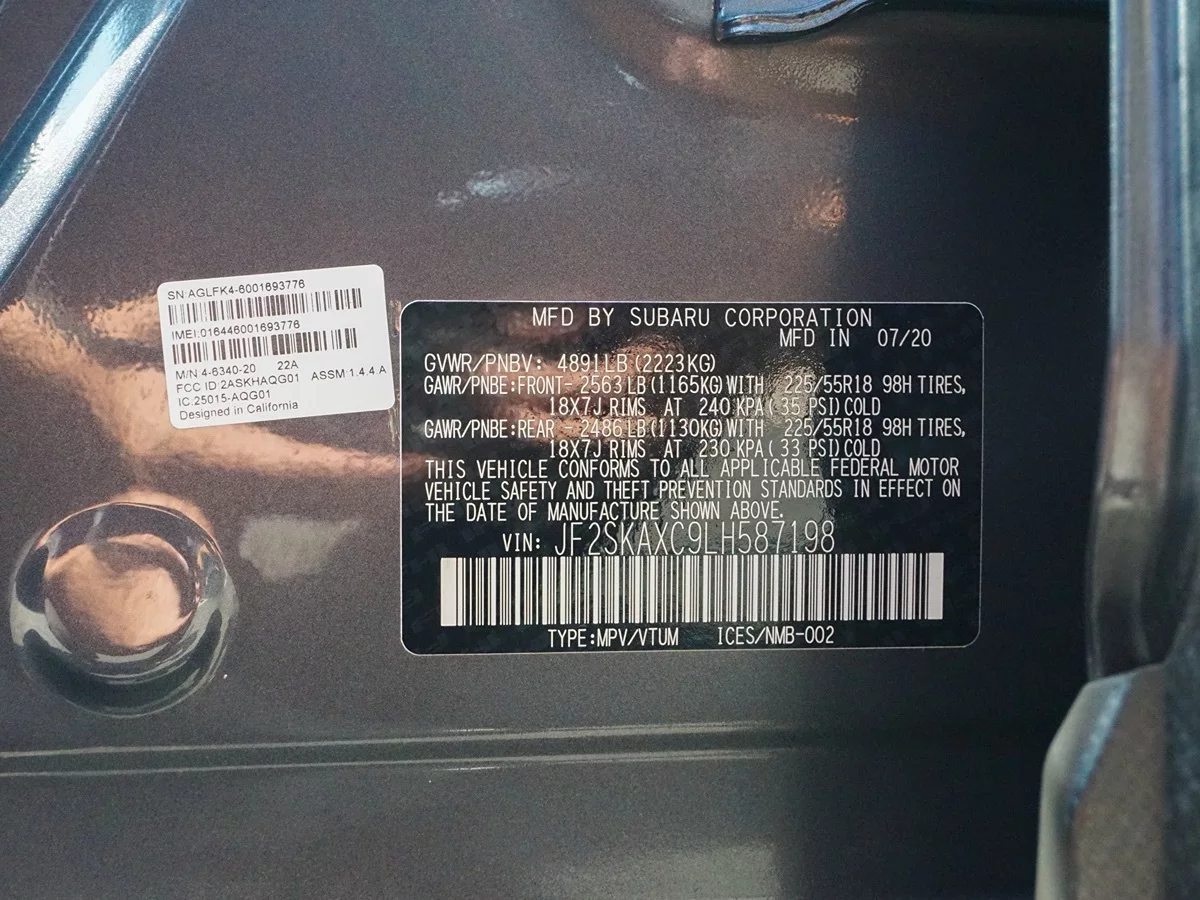 SN:AGLFK4-6001693776
IMEI:016446001693776
M/N:4-6340-20 22A
FCC ID:2ASKHAQG01 ASSM:1.4.4.A
IC:25015-AQG01
Designed in California
MFD BY SUBARU CORPORATION
MFD IN 07/20
GVWR/PNBV: 4891LB(2223KG)
GAWR/PNBE:FRONT- 2563LB(1165KG)WITH 225/55R18 98H TIRES,
18X7J RIMS AT 240 KPA( 35 PSI)COLD
GAWR/PNBE:REAR - 2486LB(1130KG)WITH 225/55R18 98H TIRES,
18X7J RIMS AT 230 KPA( 33 PSI)COLD
THIS VEHICLE CONFORMS TO ALL APPLICABLE FEDERAL MOTOR
VEHICLE SAFETY AND THEFT PREVENTION STANDARDS IN EFFECT ON
THE DATE OF MANUFACTURE SHOWN ABOVE.
VIN: JF2SKAXC9LH587198
TYPE:MPV/VTUM ICES/NMB-002